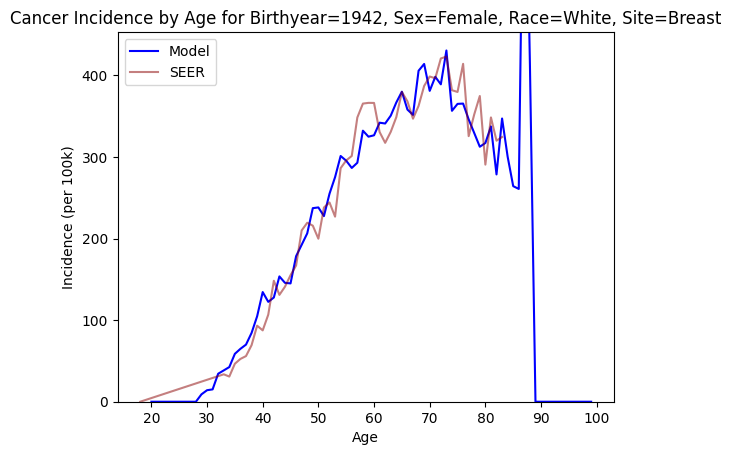 Cancer Incidence by Age for Birthyear=1942, Sex=Female, Race=White, Site=Breast
Model
SEER
400
300
200
100
0
Incidence (per 100k)
20 30 40 50 60 70 80 90 100
Age